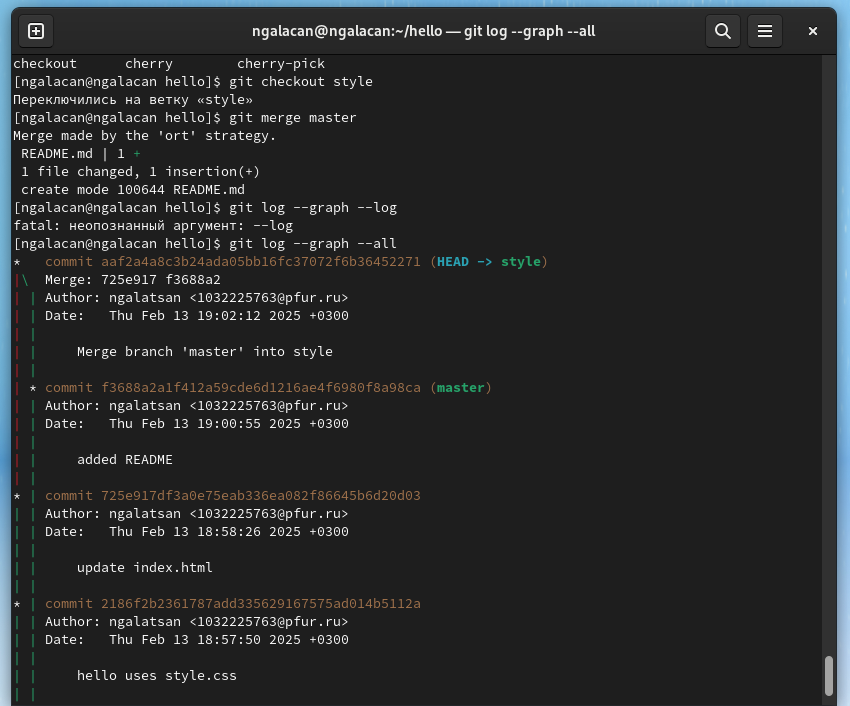 ngalacan@ngalacan:~/hello — git log --graph --all
checkout      cherry        cherry-pick
[ngalacan@ngalacan hello]$ git checkout style
Переключились на ветку «style»
[ngalacan@ngalacan hello]$ git merge master
Merge made by the 'ort' strategy.
 README.md | 1 +
 1 file changed, 1 insertion(+)
 create mode 100644 README.md
[ngalacan@ngalacan hello]$ git log --graph --log
fatal: неопознанный аргумент: --log
[ngalacan@ngalacan hello]$ git log --graph --all
*   commit aaf2a4a8c3b24ada05bb16fc37072f6b36452271 (HEAD -> style)
|\  Merge: 725e917 f3688a2
| | Author: ngalatsan <1032225763@pfur.ru>
| | Date:   Thu Feb 13 19:02:12 2025 +0300
| |
| |     Merge branch 'master' into style
| |
| * commit f3688a2a1f412a59cde6d1216ae4f6980f8a98ca (master)
| | Author: ngalatsan <1032225763@pfur.ru>
| | Date:   Thu Feb 13 19:00:55 2025 +0300
| |
| |     added README
| |
* | commit 725e917df3a0e75eab336ea082f86645b6d20d03
| | Author: ngalatsan <1032225763@pfur.ru>
| | Date:   Thu Feb 13 18:58:26 2025 +0300
| |
| |     update index.html
| |
* | commit 2186f2b2361787add335629167575ad014b5112a
| | Author: ngalatsan <1032225763@pfur.ru>
| | Date:   Thu Feb 13 18:57:50 2025 +0300
| |
| |     hello uses style.css
| |